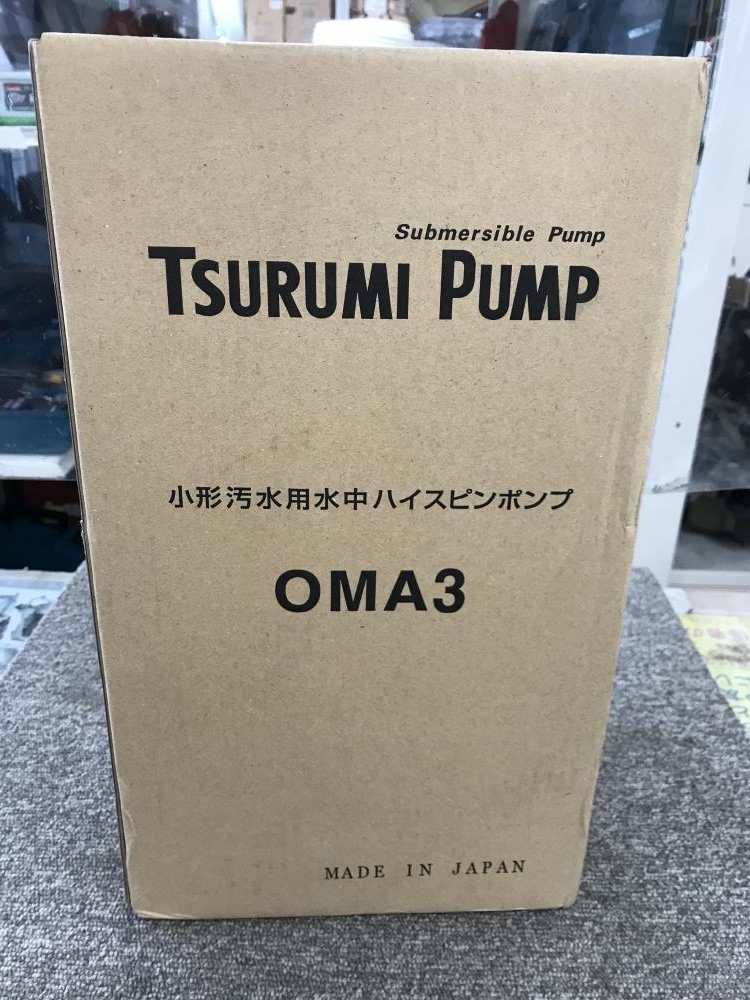 Submersible Pump
TSURUMI PUMP
小形汚水用水中ハイスピンポンプ
OMA3
MADE IN JAPAN